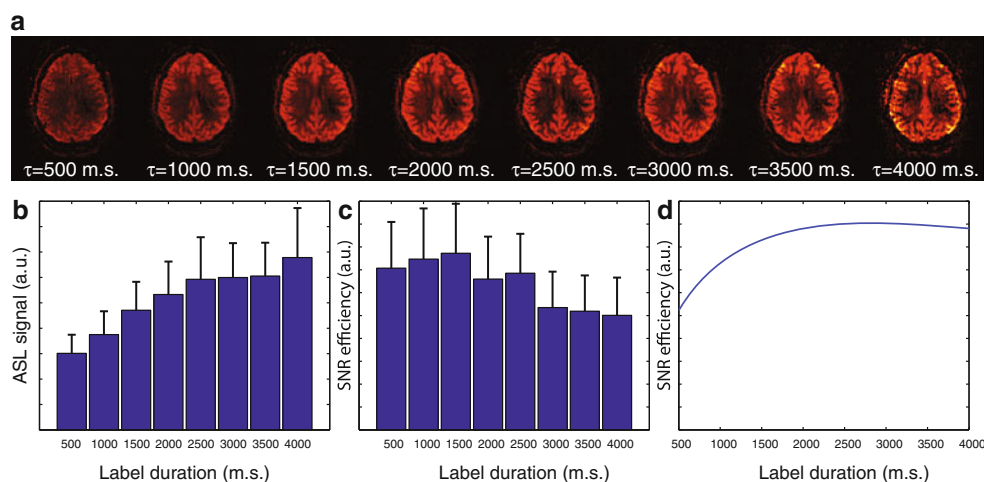 a
τ=500 m.s. τ=1000 m.s. τ=1500 m.s. τ=2000 m.s. τ=2500 m.s. τ=3000 m.s. τ=3500 m.s. τ=4000 m.s.
b
ASL signal (a.u.)
500 1000 1500 2000 2500 3000 3500 4000
Label duration (m.s.)
c
SNR efficiency (a.u.)
500 1000 1500 2000 2500 3000 3500 4000
Label duration (m.s.)
d
SNR efficiency (a.u.)
500 1000 1500 2000 2500 3000 3500 4000
Label duration (m.s.)